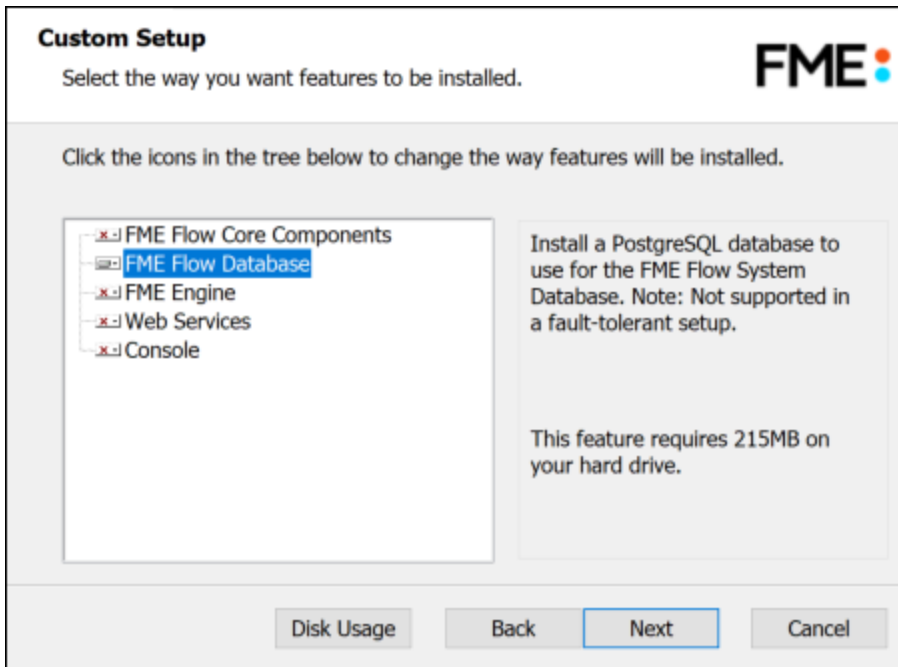 Custom Setup
Select the way you want features to be installed.
FME
Click the icons in the tree below to change the way features will be installed.
FME Flow Core Components
FME Flow Database
FME Engine
Web Services
Console
Install a PostgreSQL database to
use for the FME Flow System
Database. Note: Not supported in
a fault-tolerant setup.
This feature requires 215MB on
your hard drive.
Disk Usage
Back
Next
Cancel